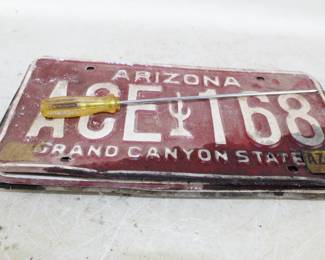 ARIZONA
ACE 168
GRAND CANYON STATE
AZ